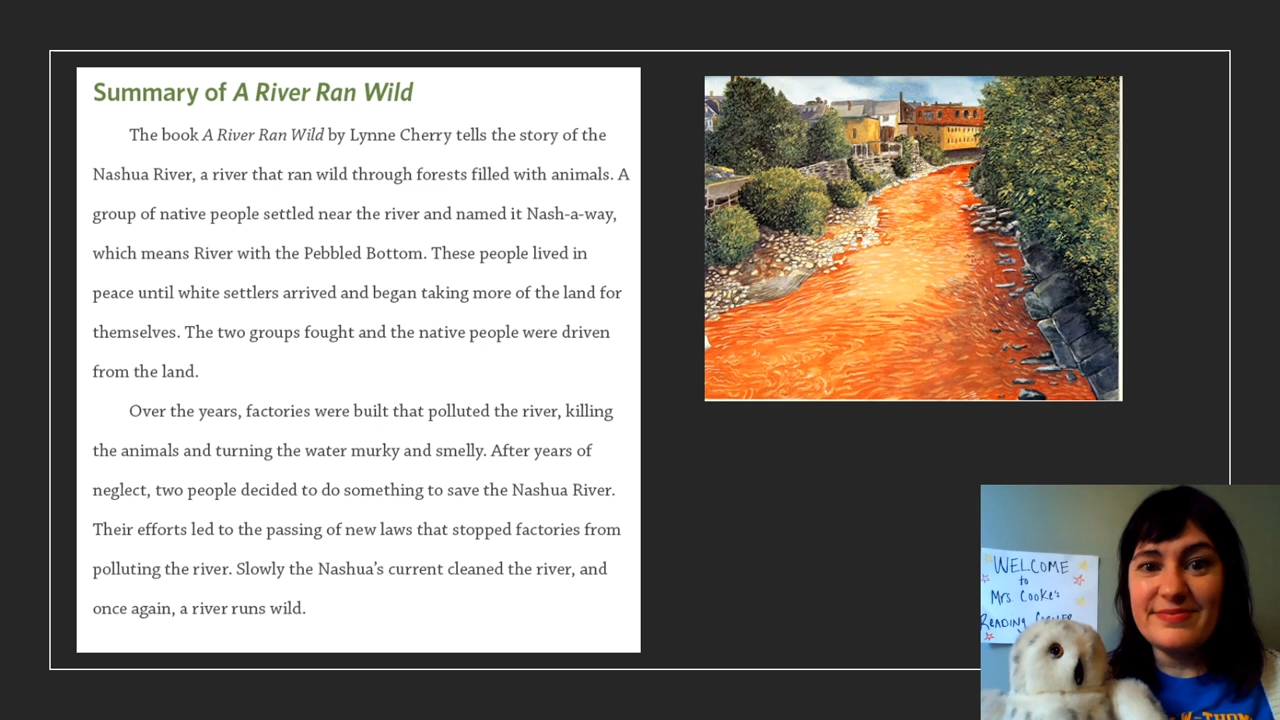 Summary of A River Ran Wild
The book A River Ran Wild by Lynne Cherry tells the story of the
Nashua River, a river that ran wild through forests filled with animals. A
group of native people settled near the river and named it Nash-a-way,
which means River with the Pebbled Bottom. These people lived in
peace until white settlers arrived and began taking more of the land for
themselves. The two groups fought and the native people were driven
from the land.
Over the years, factories were built that polluted the river, killing
the animals and turning the water murky and smelly. After years of
neglect, two people decided to do something to save the Nashua River.
Their efforts led to the passing of new laws that stopped factories from
polluting the river. Slowly the Nashua's current cleaned the river, and
once again, a river runs wild.
WELCOME
to
Mrs. Cooke's
READING